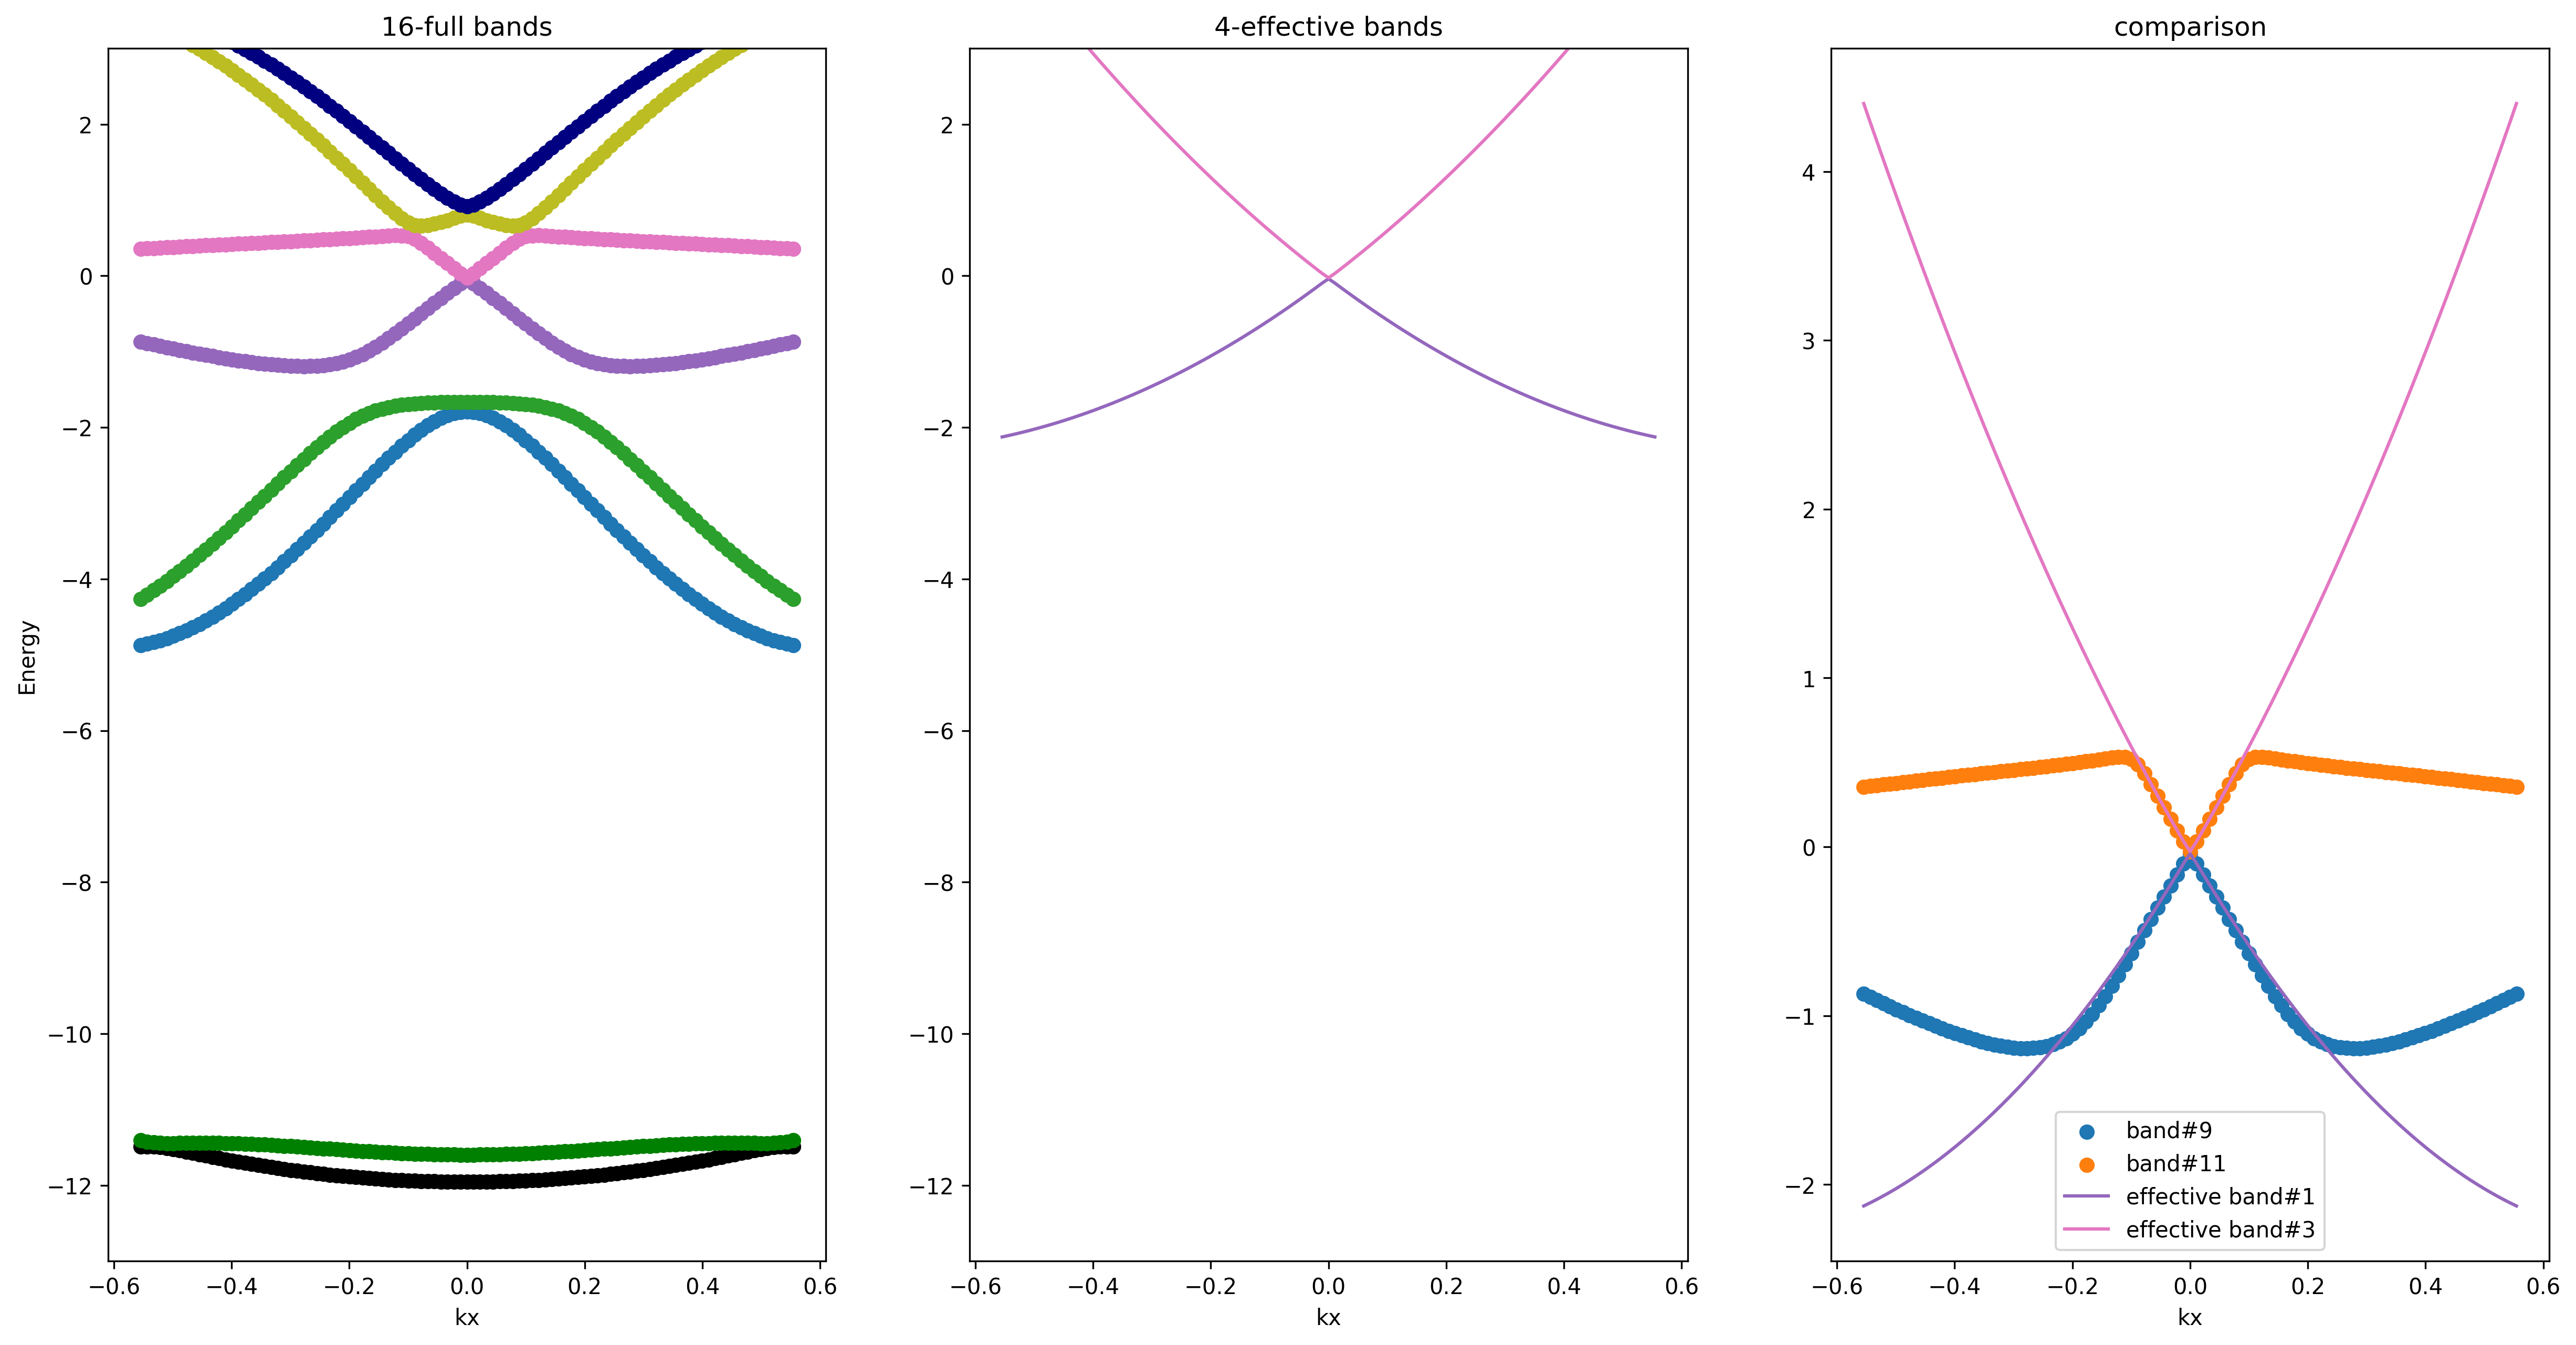 16-full bands
4-effective bands
comparison
Energy
2
0
−2
−4
−6
−8
−10
−12
−0.6 −0.4 −0.2 0.0 0.2 0.4 0.6
kx
2
0
−2
−4
−6
−8
−10
−12
−0.6 −0.4 −0.2 0.0 0.2 0.4 0.6
kx
4
3
2
1
0
−1
−2
band#9
band#11
effective band#1
effective band#3
−0.6 −0.4 −0.2 0.0 0.2 0.4 0.6
kx